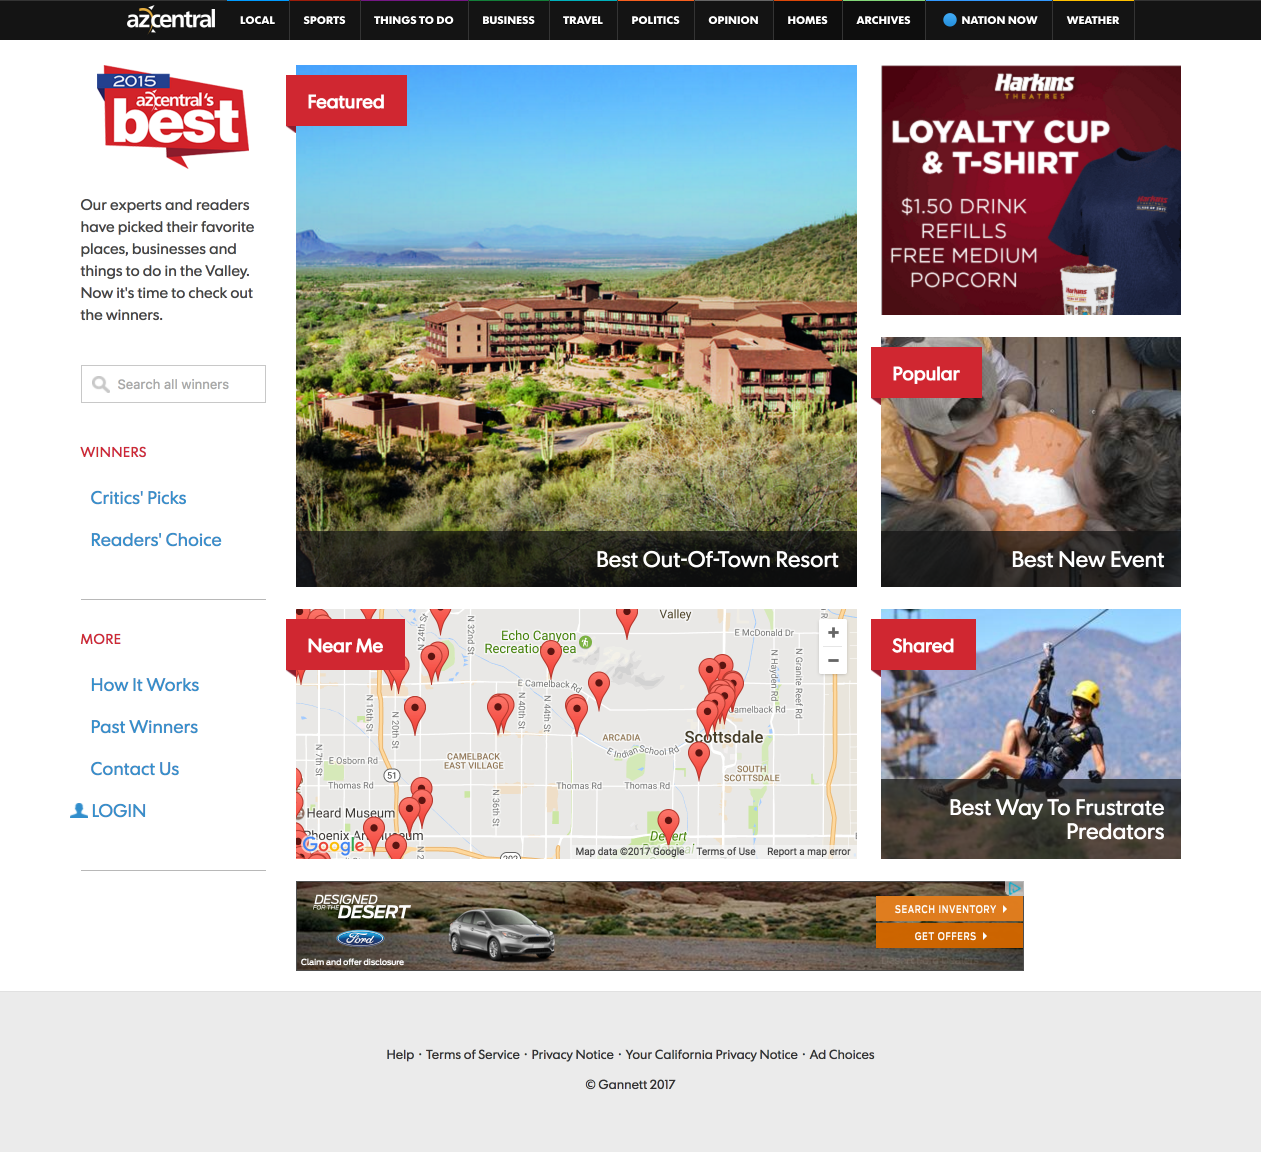 azcentral
LOCAL
SPORTS
THINGS TO DO
BUSINESS
TRAVEL
POLITICS
OPINION
HOMES
ARCHIVES
NATION NOW
WEATHER
2015
azcentral's
best
Our experts and readers
have picked their favorite
places, businesses and
things to do in the Valley.
Now it's time to check out
the winners.
Search all winners
WINNERS
Critics' Picks
Readers' Choice
MORE
How It Works
Past Winners
Contact Us
LOGIN
Featured
Best Out-Of-Town Resort
Harkins
THEATRES
LOYALTY CUP
& T-SHIRT
$1.50 DRINK
REFILLS
FREE MEDIUM
POPCORN
Harkins
Harkins
Popular
Best New Event
Near Me
Valley
E McDonald Dr
Echo Canyon
Recreation Area
N 24th St
N 32nd St
N Hayden Rd
N Granite Reef Rd
E Camelback Rd
Camelback Rd
N 16th St
N 20th St
N 40th St
N 44th St
ARCADIA
Scottsdale
E Indian School Rd
N 7th St
E Osborn Rd
CAMELBACK
EAST VILLAGE
SOUTH
SCOTTSDALE
51
Thomas Rd
Thomas Rd
Thomas Rd
N 36th St
Heard Museum
Phoenix Art Museum
Desert
Google
202
Map data ©2017 Google
Terms of Use
Report a map error
+
−
Shared
Best Way To Frustrate
Predators
DESIGNED
FOR THE DESERT
Ford
Claim and offer disclosure
SEARCH INVENTORY
GET OFFERS
Help · Terms of Service · Privacy Notice · Your California Privacy Notice · Ad Choices
© Gannett 2017